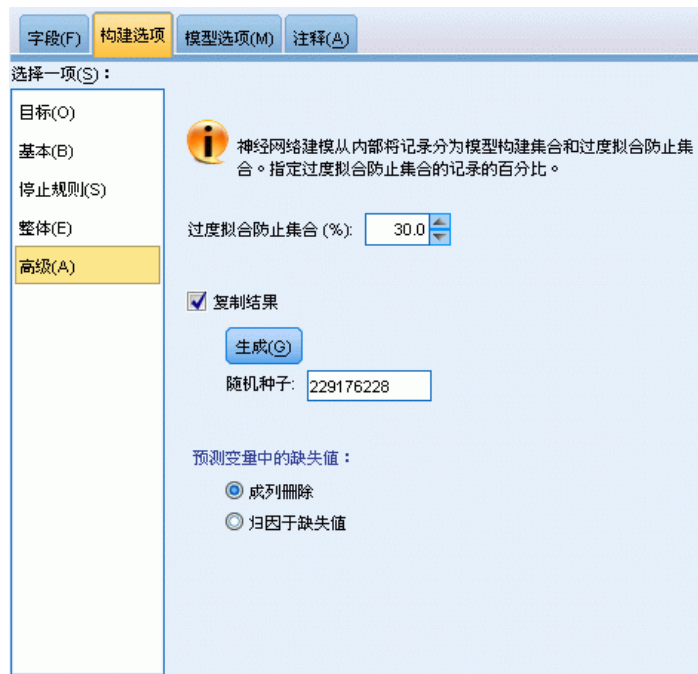 字段(F) 构建选项 模型选项(M) 注释(A)
选择一项(S)：
目标(O)
基本(B)
停止规则(S)
整体(E)
高级(A)
神经网络建模从内部将记录分为模型构建集合和过度拟合防止集
合。指定过度拟合防止集合的记录的百分比。
过度拟合防止集合 (%): 30.0
复制结果
生成(G)
随机种子: 229176228
预测变量中的缺失值：
成列删除
归因于缺失值